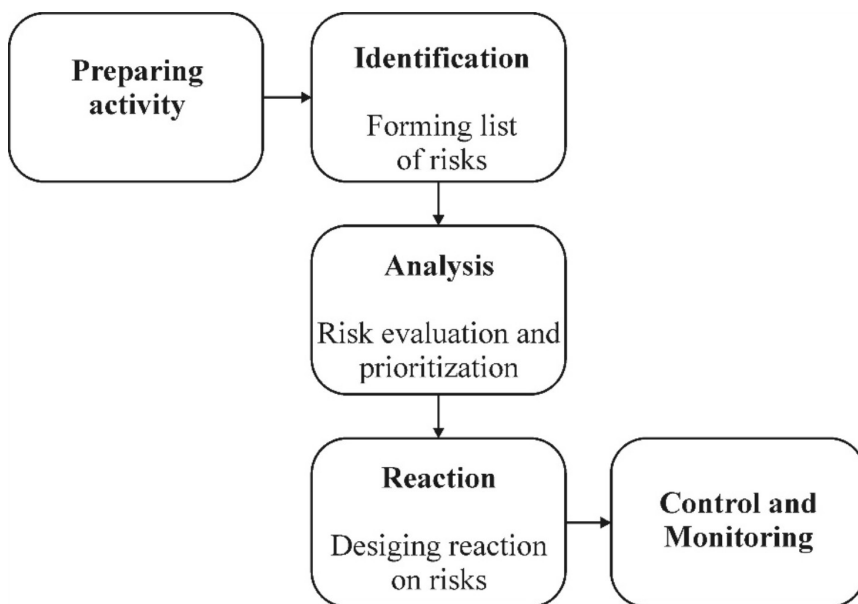 Preparing
activity
Identification
Forming list
of risks
Analysis
Risk evaluation and
prioritization
Reaction
Desiging reaction
on risks
Control and
Monitoring